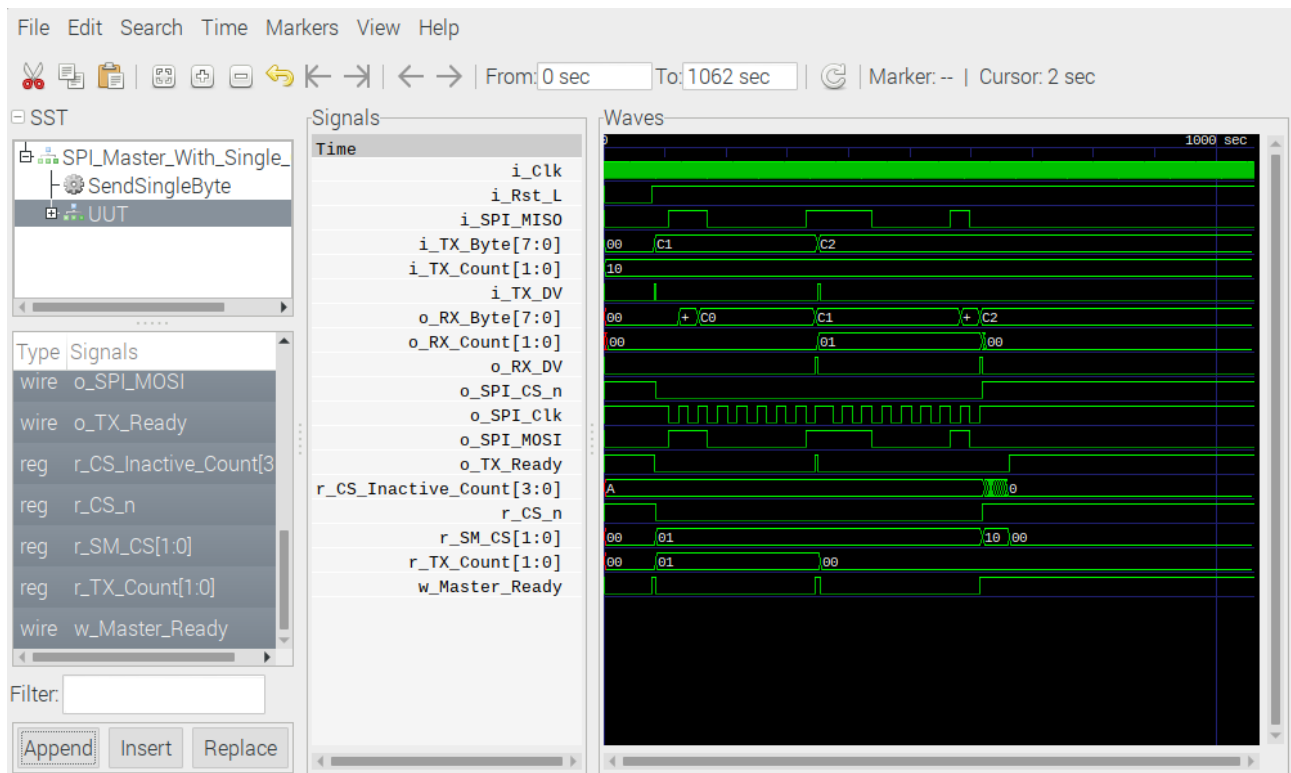 File Edit Search Time Markers View Help
From: 0 sec To: 1062 sec Marker: -- | Cursor: 2 sec
SST
SPI_Master_With_Single_
SendSingleByte
UUT
Type Signals
wire o_SPI_MOSI
wire o_TX_Ready
reg r_CS_Inactive_Count[3
reg r_CS_n
reg r_SM_CS[1:0]
reg r_TX_Count[1:0]
wire w_Master_Ready
Filter:
Append Insert Replace
Signals
Time
i_Clk
i_Rst_L
i_SPI_MISO
i_TX_Byte[7:0]
i_TX_Count[1:0]
i_TX_DV
o_RX_Byte[7:0]
o_RX_Count[1:0]
o_RX_DV
o_SPI_CS_n
o_SPI_Clk
o_SPI_MOSI
o_TX_Ready
r_CS_Inactive_Count[3:0]
r_CS_n
r_SM_CS[1:0]
r_TX_Count[1:0]
w_Master_Ready
Waves
0 1000 sec
00 C1 C2
10
00 + C0 C1 + C2
00 01 00
A 0
00 01 10 00
00 01 00